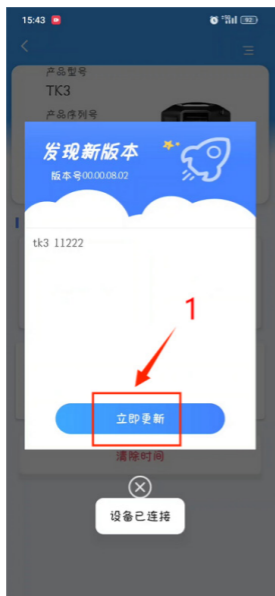 15:43
92
产品型号
TK3
产品序列号
发现新版本
版本号00.00.08.02
tk3 11222
1
立即更新
清除时间
设备已连接